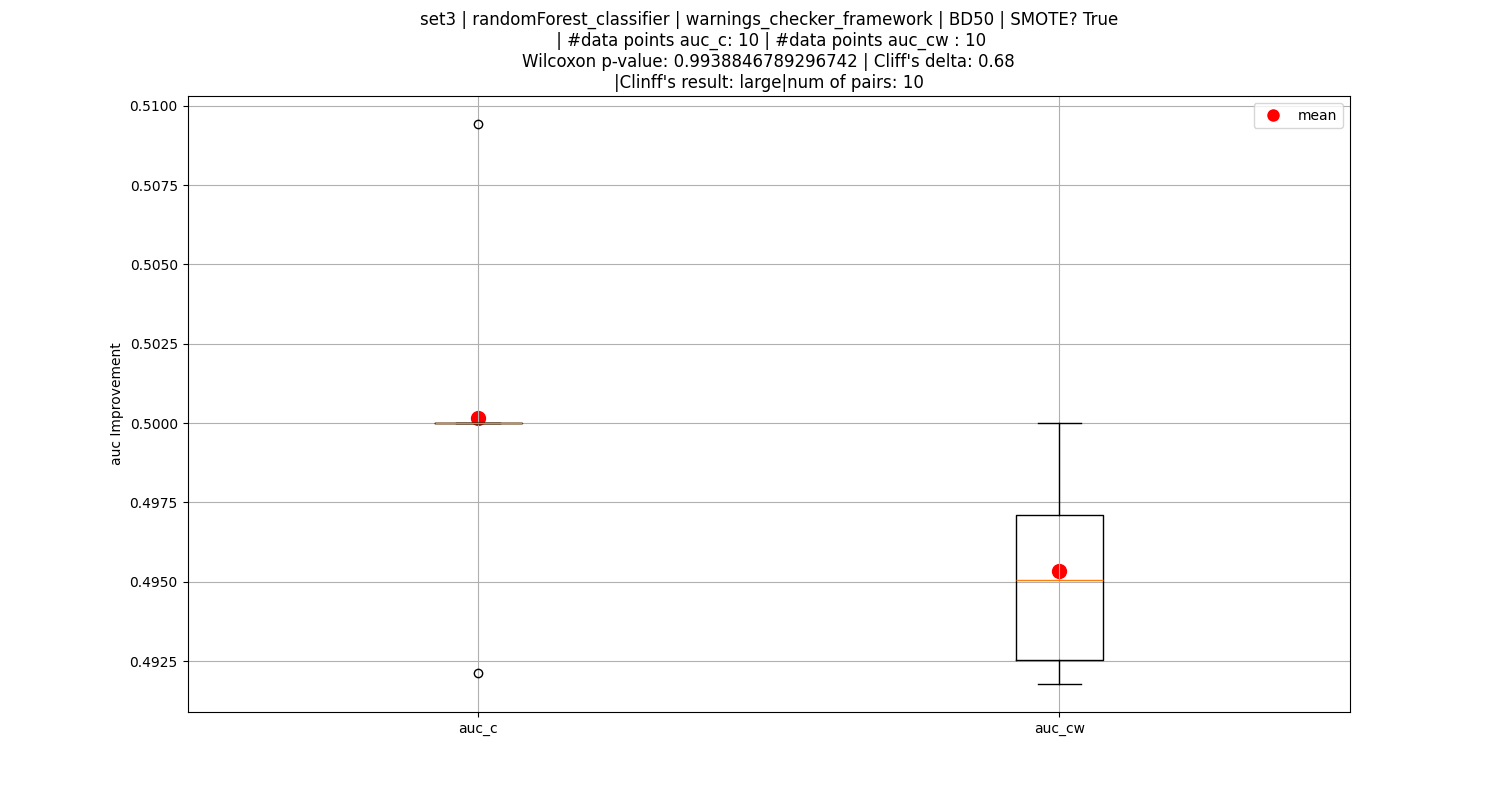 set3 | randomForest_classifier | warnings_checker_framework | BD50 | SMOTE? True
| #data points auc_c: 10 | #data points auc_cw : 10
Wilcoxon p-value: 0.9938846789296742 | Cliff's delta: 0.68
|Clinff's result: large|num of pairs: 10
mean
auc Improvement
0.5100
0.5075
0.5050
0.5025
0.5000
0.4975
0.4950
0.4925
auc_c
auc_cw